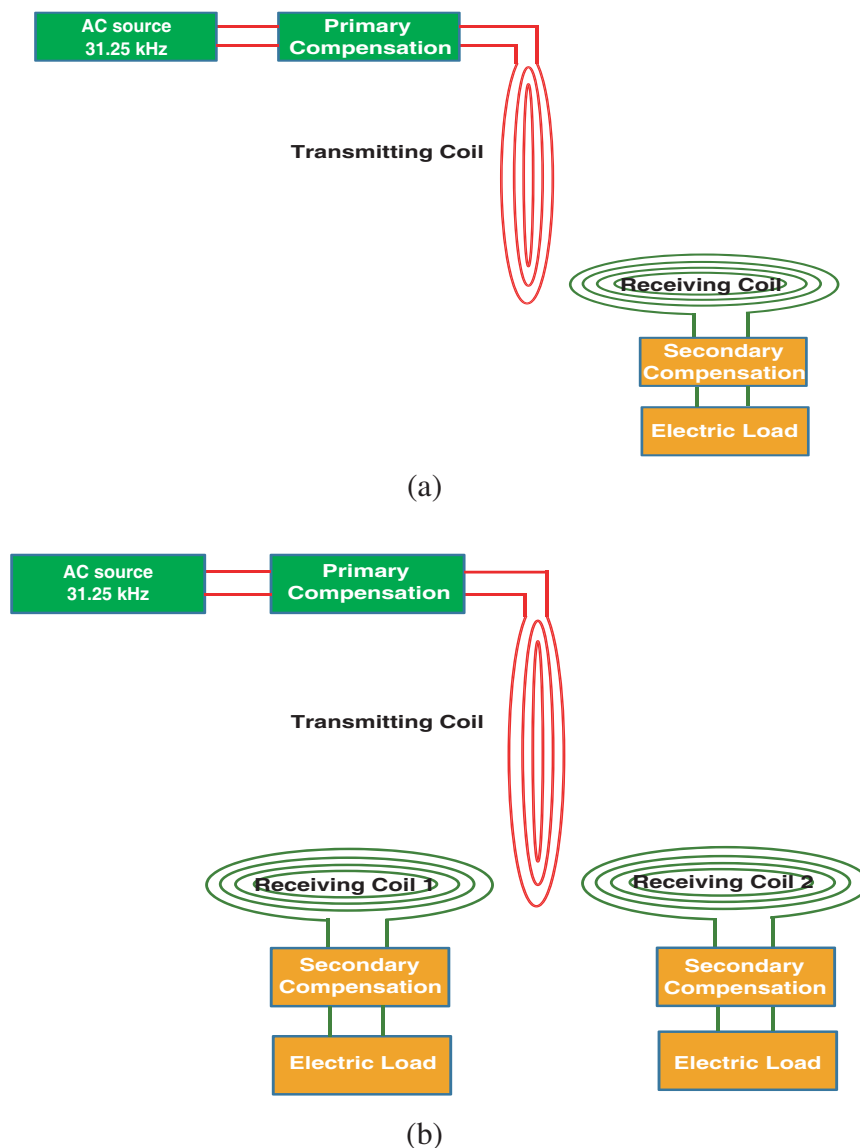 AC source
31.25 kHz
Primary
Compensation
Transmitting Coil
Receiving Coil
Secondary
Compensation
Electric Load
(a)
AC source
31.25 kHz
Primary
Compensation
Transmitting Coil
Receiving Coil 1
Receiving Coil 2
Secondary
Compensation
Secondary
Compensation
Electric Load
Electric Load
(b)